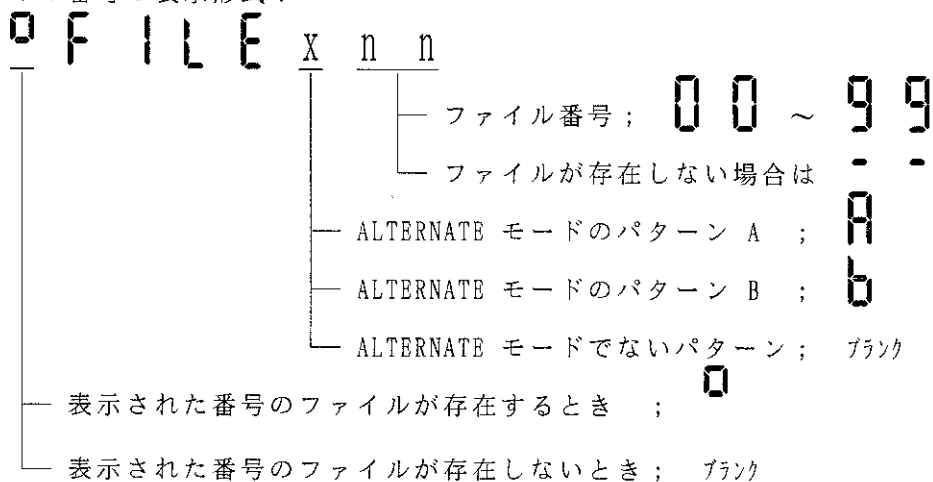 o F I L E x n n
ファイル番号; 00 ~ 99
ファイルが存在しない場合は - -
ALTERNATE モードのパターン A ; A
ALTERNATE モードのパターン B ; b
ALTERNATE モードでないパターン; ブランク
表示された番号のファイルが存在するとき ; o
表示された番号のファイルが存在しないとき; ブランク